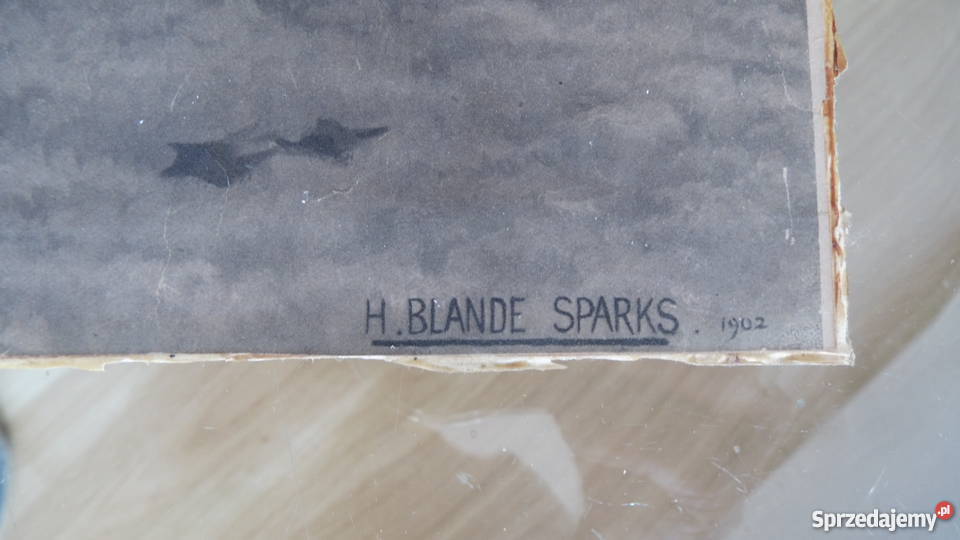 H. BLANDE SPARKS. 1902
Sprzedajemy.pl